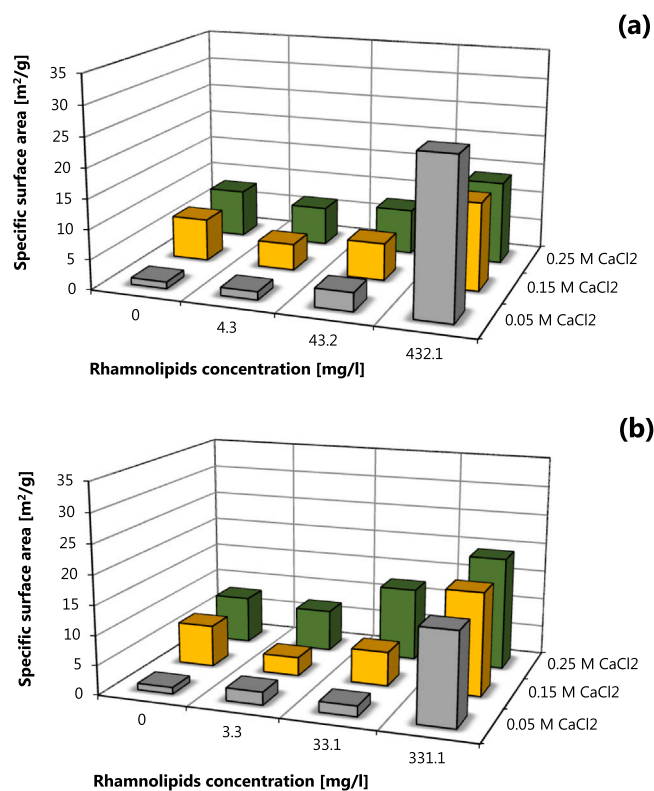 (a)
Specific surface area [m²/g]
35
30
25
20
15
10
5
0
0
4.3
43.2
432.1
0.25 M CaCl2
0.15 M CaCl2
0.05 M CaCl2
Rhamnolipids concentration [mg/l]
(b)
Specific surface area [m²/g]
35
30
25
20
15
10
5
0
0
3.3
33.1
331.1
0.25 M CaCl2
0.15 M CaCl2
0.05 M CaCl2
Rhamnolipids concentration [mg/l]